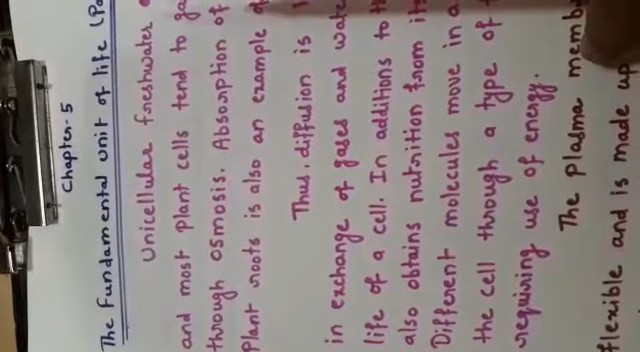 Chapter-5
The Fundamental unit of life (Pa
Unicellular freshwater
and most plant cells tend to ga
through osmosis. Absorption of
Plant roots is also an example of
Thus, diffusion is
in exchange of gases and wate
life of a cell. In additions to th
also obtains nutrition from it
Different molecules move in a
the cell through a type of
requiring use of energy.
The plasma memb
flexible and is made up